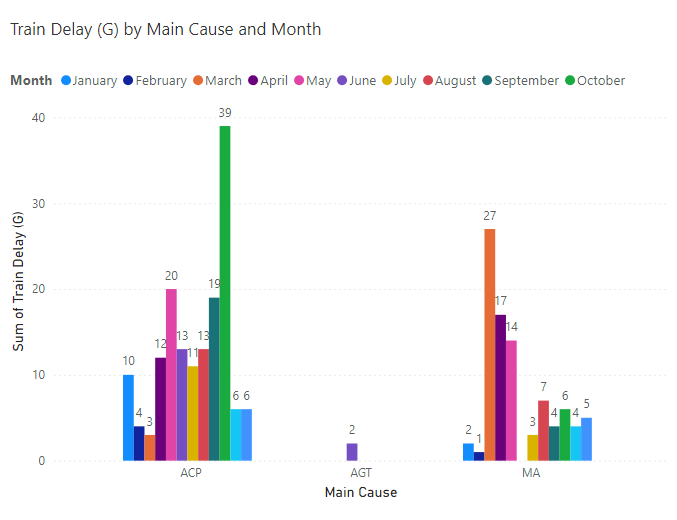 Train Delay (G) by Main Cause and Month
Month January February March April May June July August September October
40
30
20
10
0
Sum of Train Delay (G)
10 4 3 12 20 13 11 13 19 39 6 6
2
2 1 27 17 14 3 7 4 6 4 5
ACP AGT MA
Main Cause